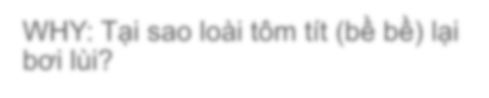 WHY: Tại sao loài tôm tít (bề bề) lại
bơi lùi?